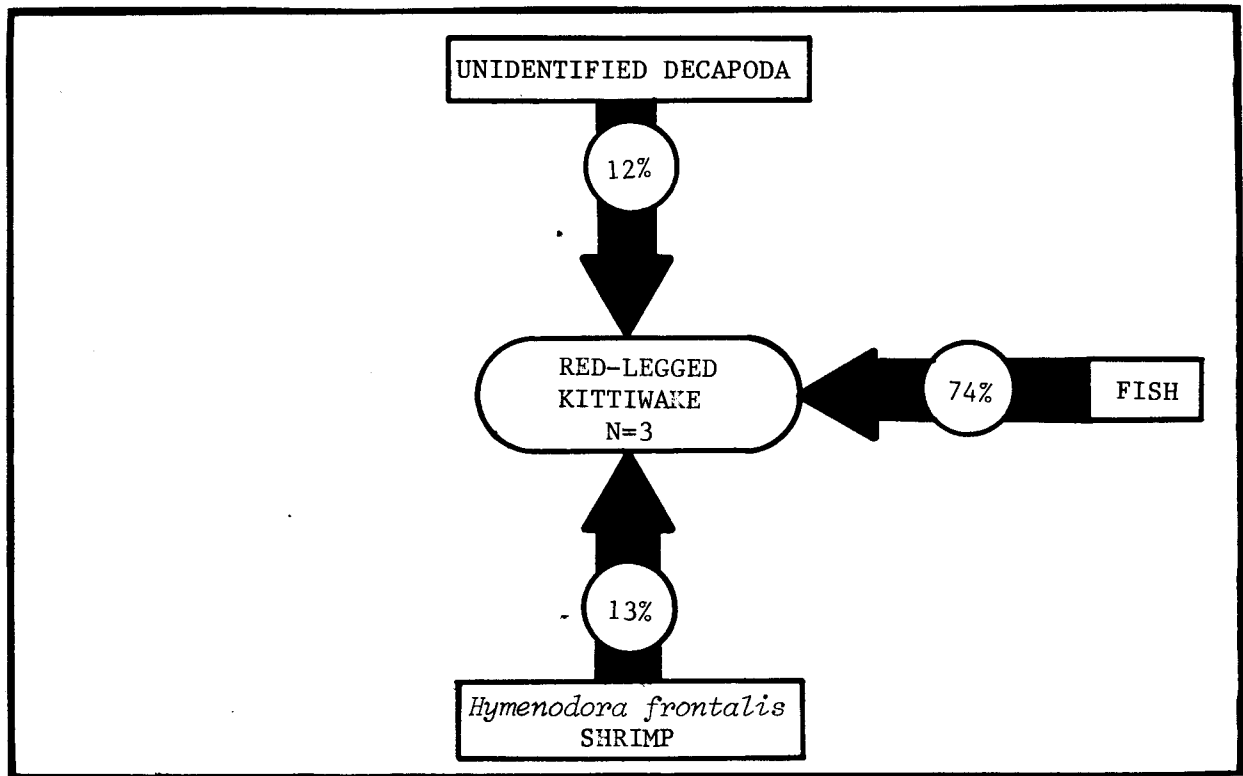 UNIDENTIFIED DECAPODA
12%
RED-LEGGED
KITTIWAKE
N=3
74%
FISH
13%
Hymenodora frontalis
SHRIMP